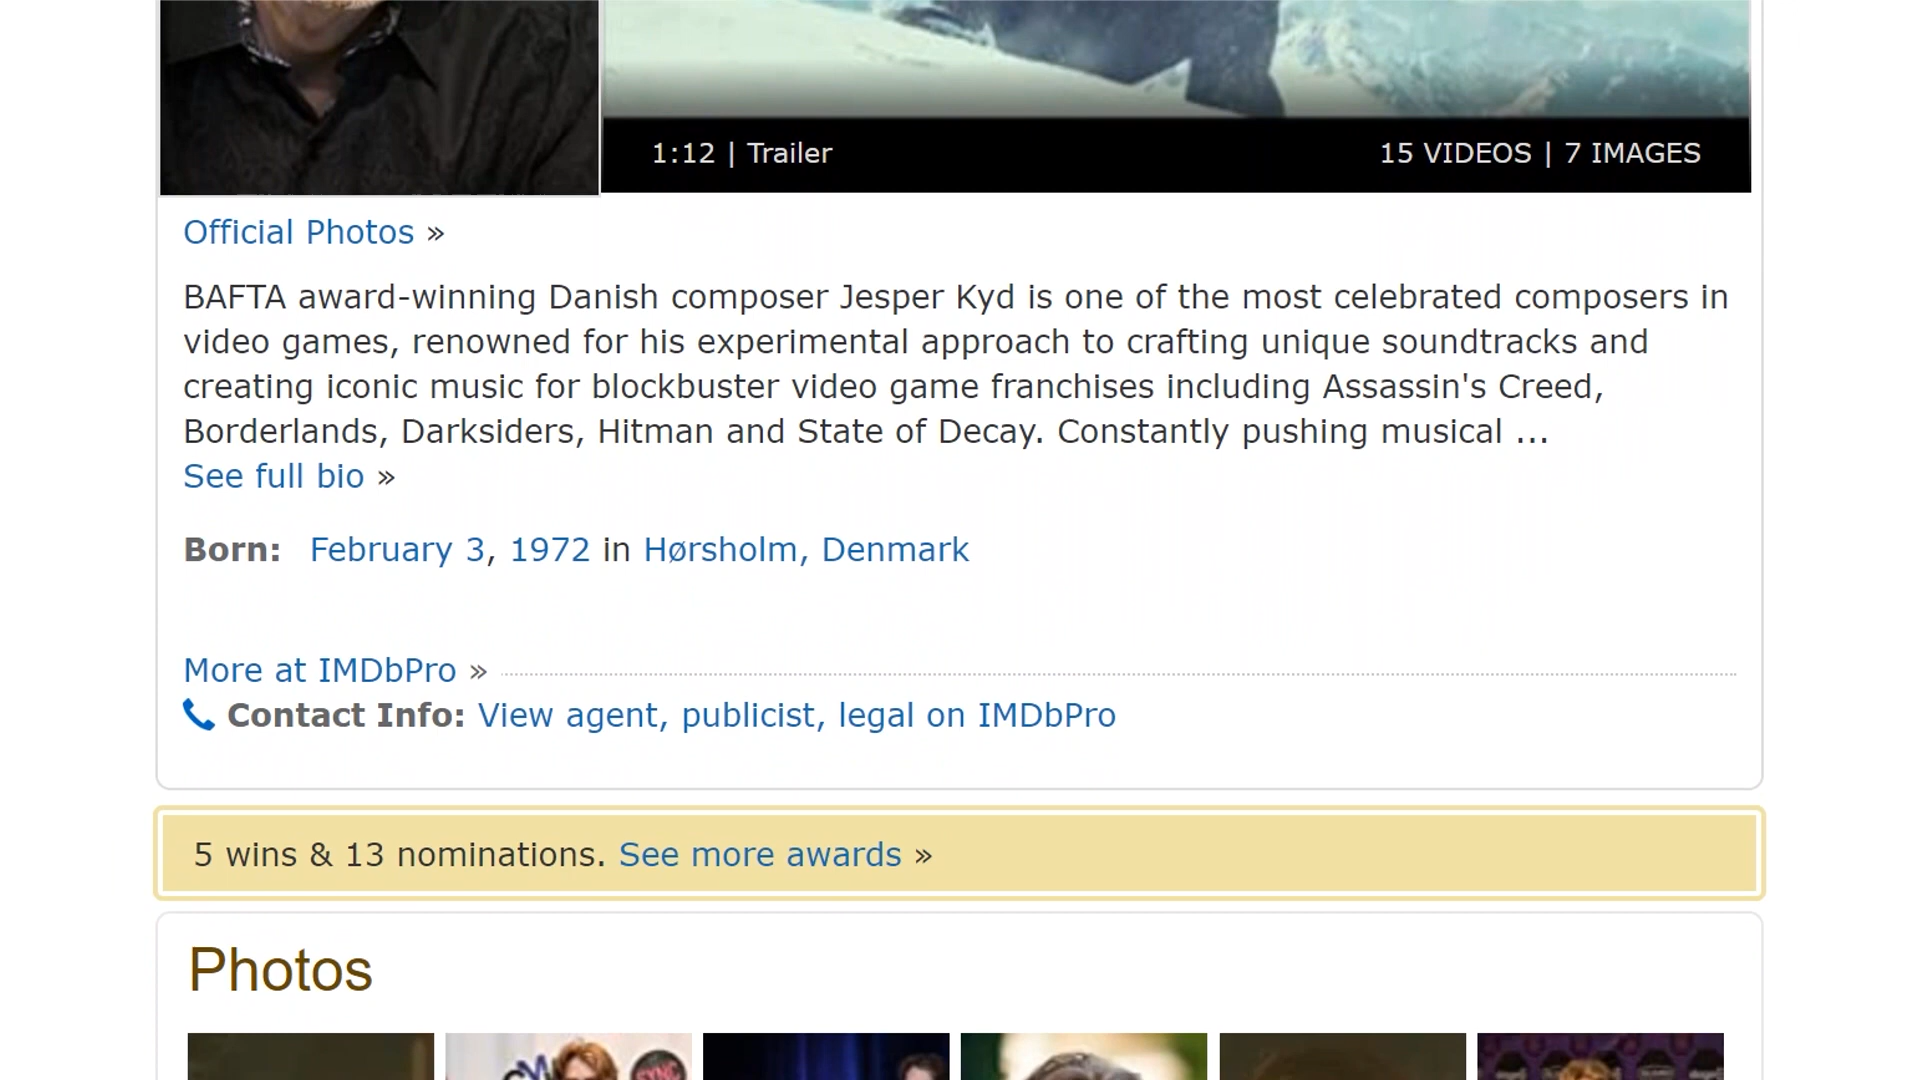 1:12 | Trailer
15 VIDEOS | 7 IMAGES
Official Photos »
BAFTA award-winning Danish composer Jesper Kyd is one of the most celebrated composers in
video games, renowned for his experimental approach to crafting unique soundtracks and
creating iconic music for blockbuster video game franchises including Assassin's Creed,
Borderlands, Darksiders, Hitman and State of Decay. Constantly pushing musical ...
See full bio »
Born: February 3, 1972 in Hørsholm, Denmark
More at IMDbPro »
Contact Info: View agent, publicist, legal on IMDbPro
5 wins & 13 nominations. See more awards »
Photos
SYNC